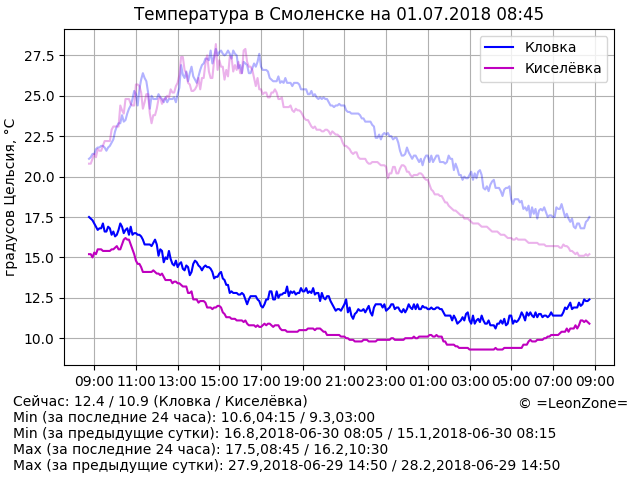 Температура в Смоленске на 01.07.2018 08:45
градусов Цельсия, °C
27.5
25.0
22.5
20.0
17.5
15.0
12.5
10.0
Кловка
Киселёвка
09:00 11:00 13:00 15:00 17:00 19:00 21:00 23:00 01:00 03:00 05:00 07:00 09:00
© =LeonZone=
Сейчас: 12.4 / 10.9 (Кловка / Киселёвка)
Min (за последние 24 часа): 10.6,04:15 / 9.3,03:00
Min (за предыдущие сутки): 16.8,2018-06-30 08:05 / 15.1,2018-06-30 08:15
Max (за последние 24 часа): 17.5,08:45 / 16.2,10:30
Max (за предыдущие сутки): 27.9,2018-06-29 14:50 / 28.2,2018-06-29 14:50